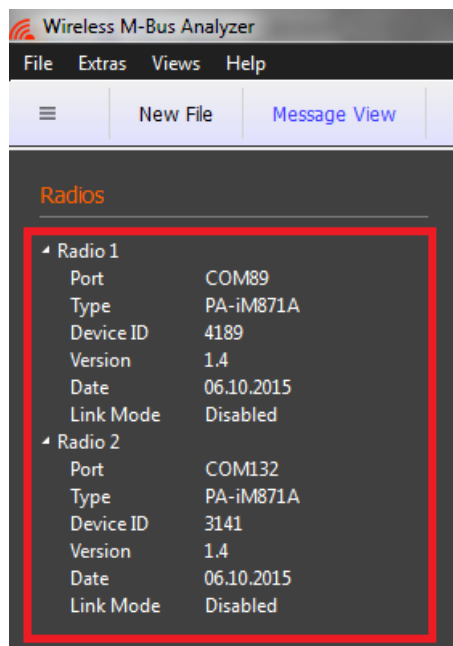 Wireless M-Bus Analyzer
File Extras Views Help
New File Message View
Radios
Radio 1
Port COM89
Type PA-iM871A
Device ID 4189
Version 1.4
Date 06.10.2015
Link Mode Disabled
Radio 2
Port COM132
Type PA-iM871A
Device ID 3141
Version 1.4
Date 06.10.2015
Link Mode Disabled